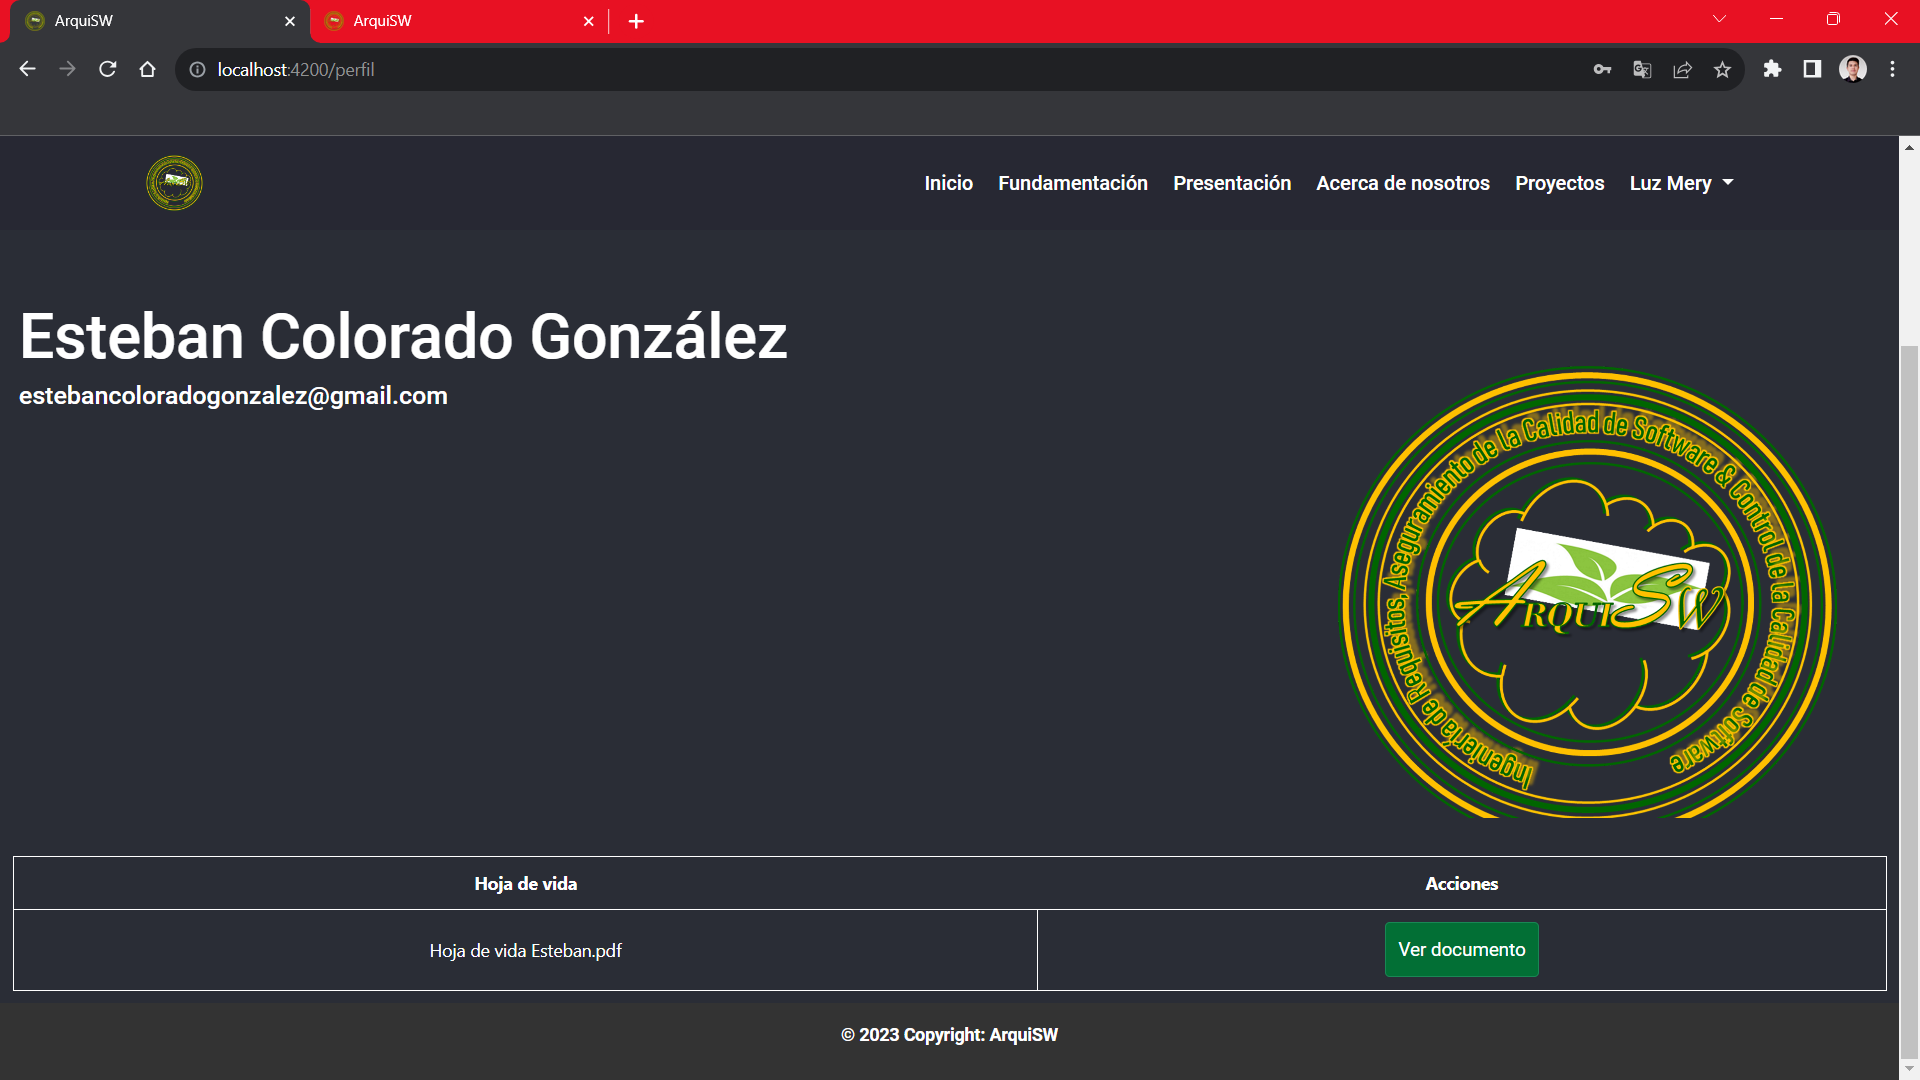 ArquiSW
ArquiSW
localhost:4200/perfil
Inicio Fundamentación Presentación Acerca de nosotros Proyectos Luz Mery
Esteban Colorado González
estebancoloradogonzalez@gmail.com
Ingeniería de Requisitos, Aseguramiento de la Calidad de Software & Control de la Calidad de Software
ArquiSW
Hoja de vida Acciones
Hoja de vida Esteban.pdf Ver documento
© 2023 Copyright: ArquiSW